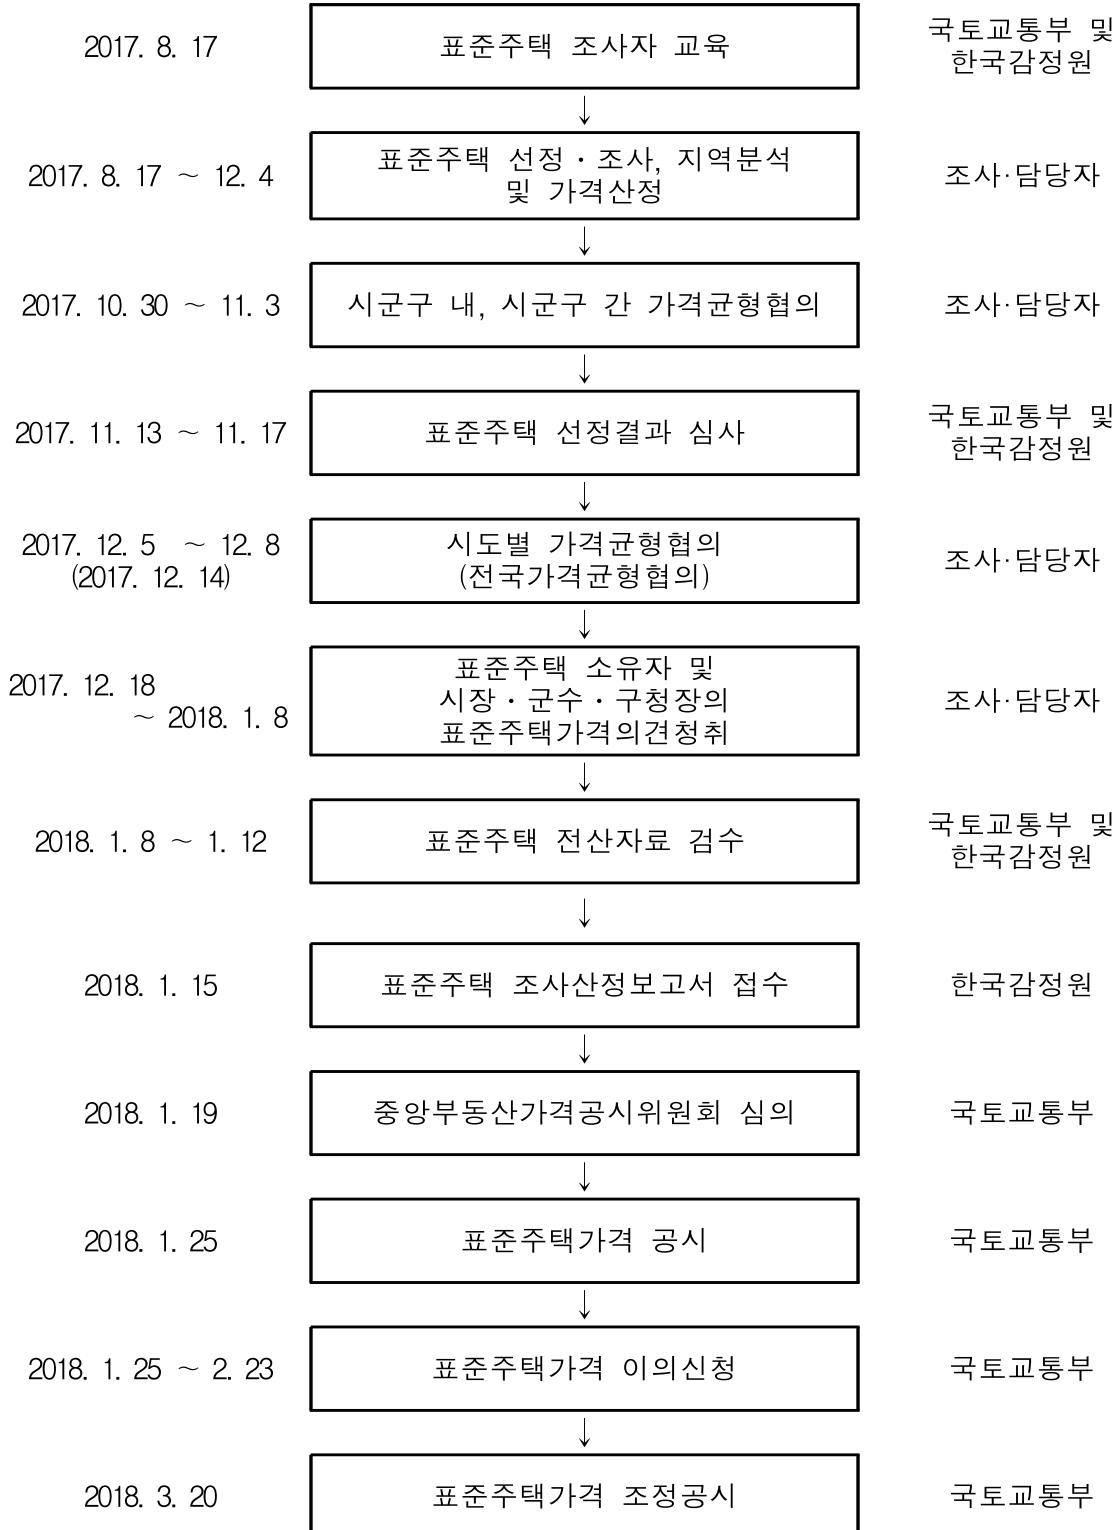 2017. 8. 17
표준주택 조사자 교육
국토교통부 및
한국감정원
2017. 8. 17 ~ 12. 4
표준주택 선정・조사, 지역분석
및 가격산정
조사·담당자
2017. 10. 30 ~ 11. 3
시군구 내, 시군구 간 가격균형협의
조사·담당자
2017. 11. 13 ~ 11. 17
표준주택 선정결과 심사
국토교통부 및
한국감정원
2017. 12. 5 ~ 12. 8
(2017. 12. 14)
시도별 가격균형협의
(전국가격균형협의)
조사·담당자
2017. 12. 18
~ 2018. 1. 8
표준주택 소유자 및
시장・군수・구청장의
표준주택가격의견청취
조사·담당자
2018. 1. 8 ~ 1. 12
표준주택 전산자료 검수
국토교통부 및
한국감정원
2018. 1. 15
표준주택 조사산정보고서 접수
한국감정원
2018. 1. 19
중앙부동산가격공시위원회 심의
국토교통부
2018. 1. 25
표준주택가격 공시
국토교통부
2018. 1. 25 ~ 2. 23
표준주택가격 이의신청
국토교통부
2018. 3. 20
표준주택가격 조정공시
국토교통부